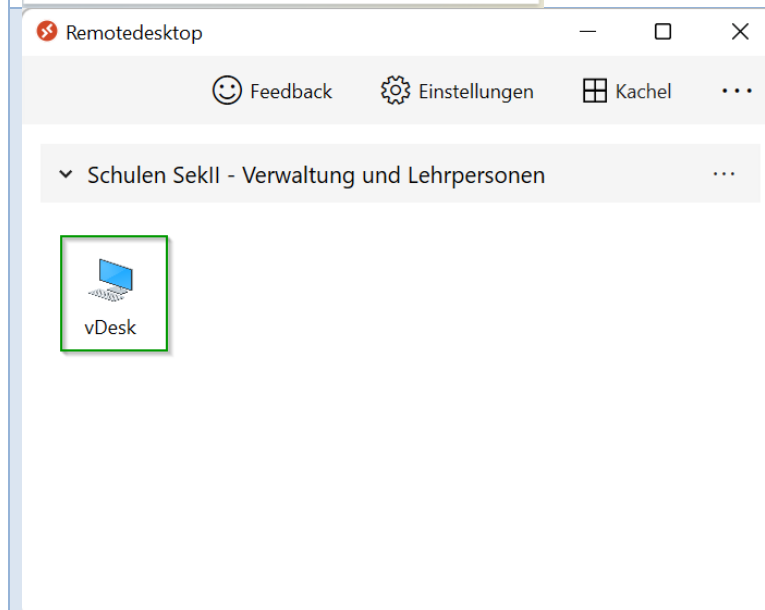 Remotedesktop
Feedback Einstellungen Kachel
Schulen SekII - Verwaltung und Lehrpersonen
vDesk